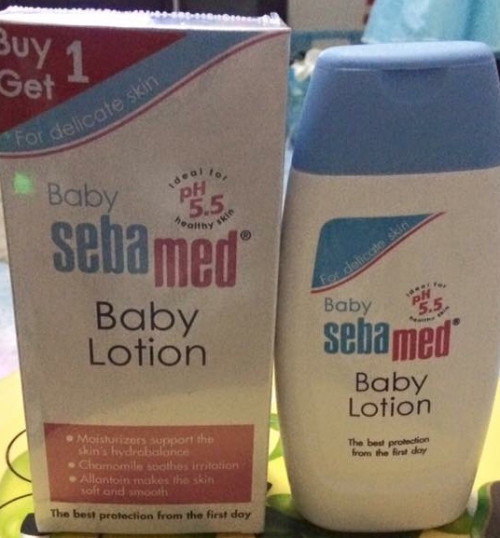 Buy 1
Get
For delicate skin
Baby
sebamed®
Ideal for
pH
5.5
healthy skin
Baby
Lotion
• Moisturizers support the
skin's hydrobalance
• Chamomile soothes irritation
• Allantoin makes the skin
soft and smooth
The best protection from the first day
For delicate skin
Baby
sebamed®
Ideal for
pH
5.5
healthy skin
Baby
Lotion
The best protection
from the first day